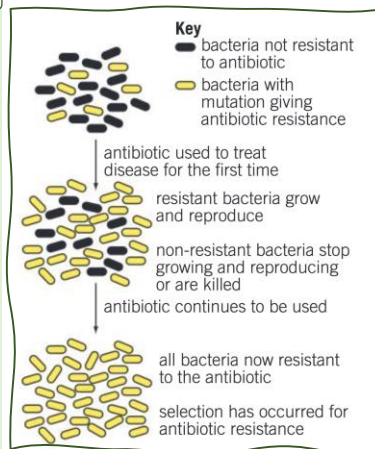 Key
bacteria not resistant
to antibiotic
bacteria with
mutation giving
antibiotic resistance
antibiotic used to treat
disease for the first time
resistant bacteria grow
and reproduce
non-resistant bacteria stop
growing and reproducing
or are killed
antibiotic continues to be used
all bacteria now resistant
to the antibiotic
selection has occurred for
antibiotic resistance